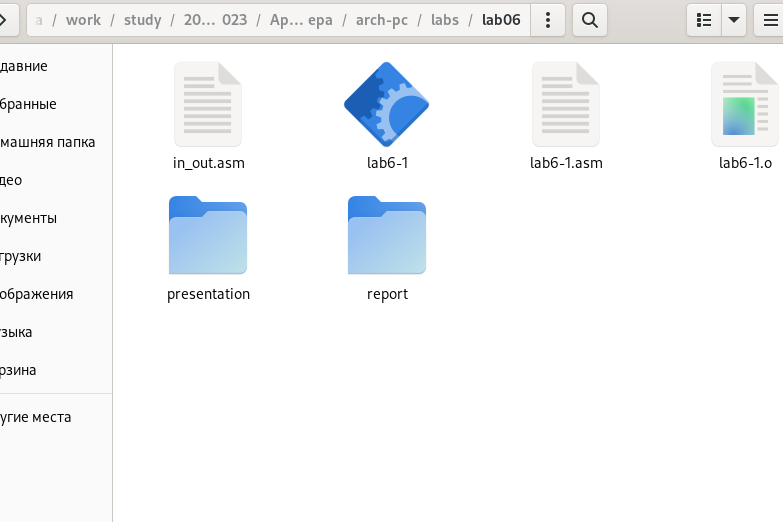 a / work / study / 20… 023 / Ap… epa / arch-pc / labs / lab06
давние
бранные
машняя папка
део
кументы
грузки
ображения
зыка
рзина
угие места
in_out.asm
lab6-1
lab6-1.asm
lab6-1.o
presentation
report